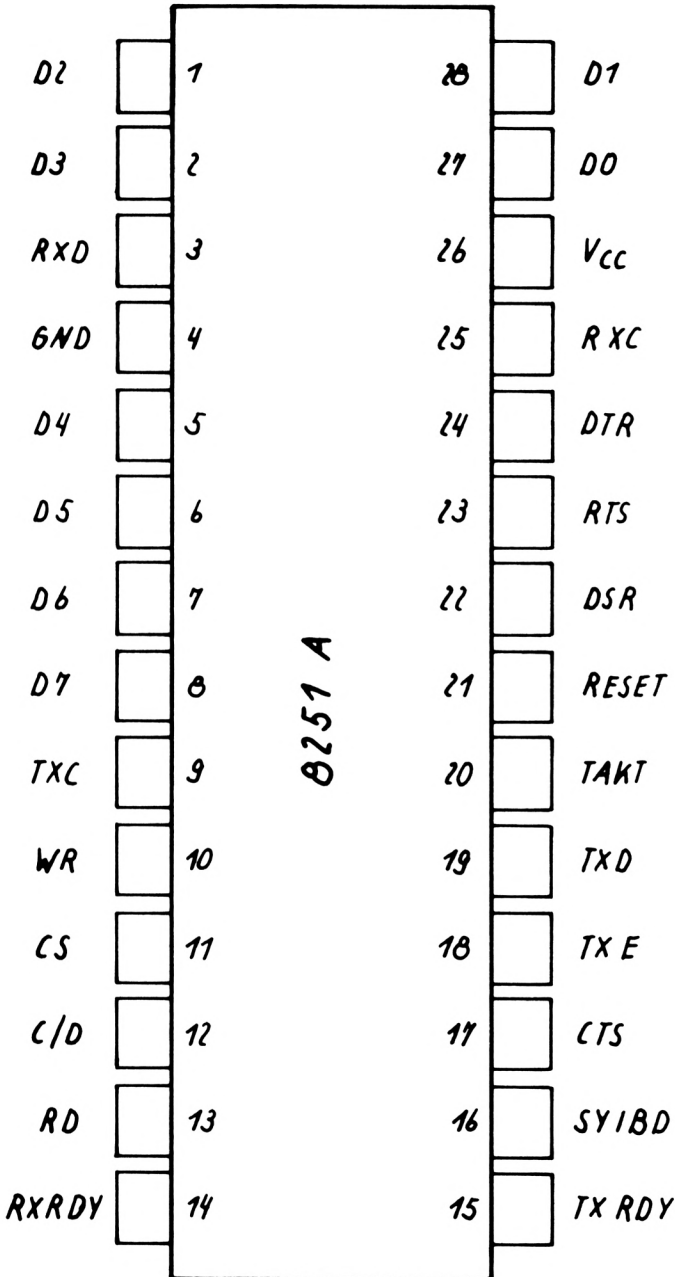 D2 1 28 D1
D3 2 27 D0
RXD 3 26 VCC
GND 4 25 RXC
D4 5 24 DTR
D5 6 23 RTS
D6 7 22 DSR
D7 8 21 RESET
TXC 9 20 TAKT
WR 10 19 TXD
CS 11 18 TXE
C/D 12 17 CTS
RD 13 16 SYIBD
RXRDY 14 15 TXRDY
8251 A